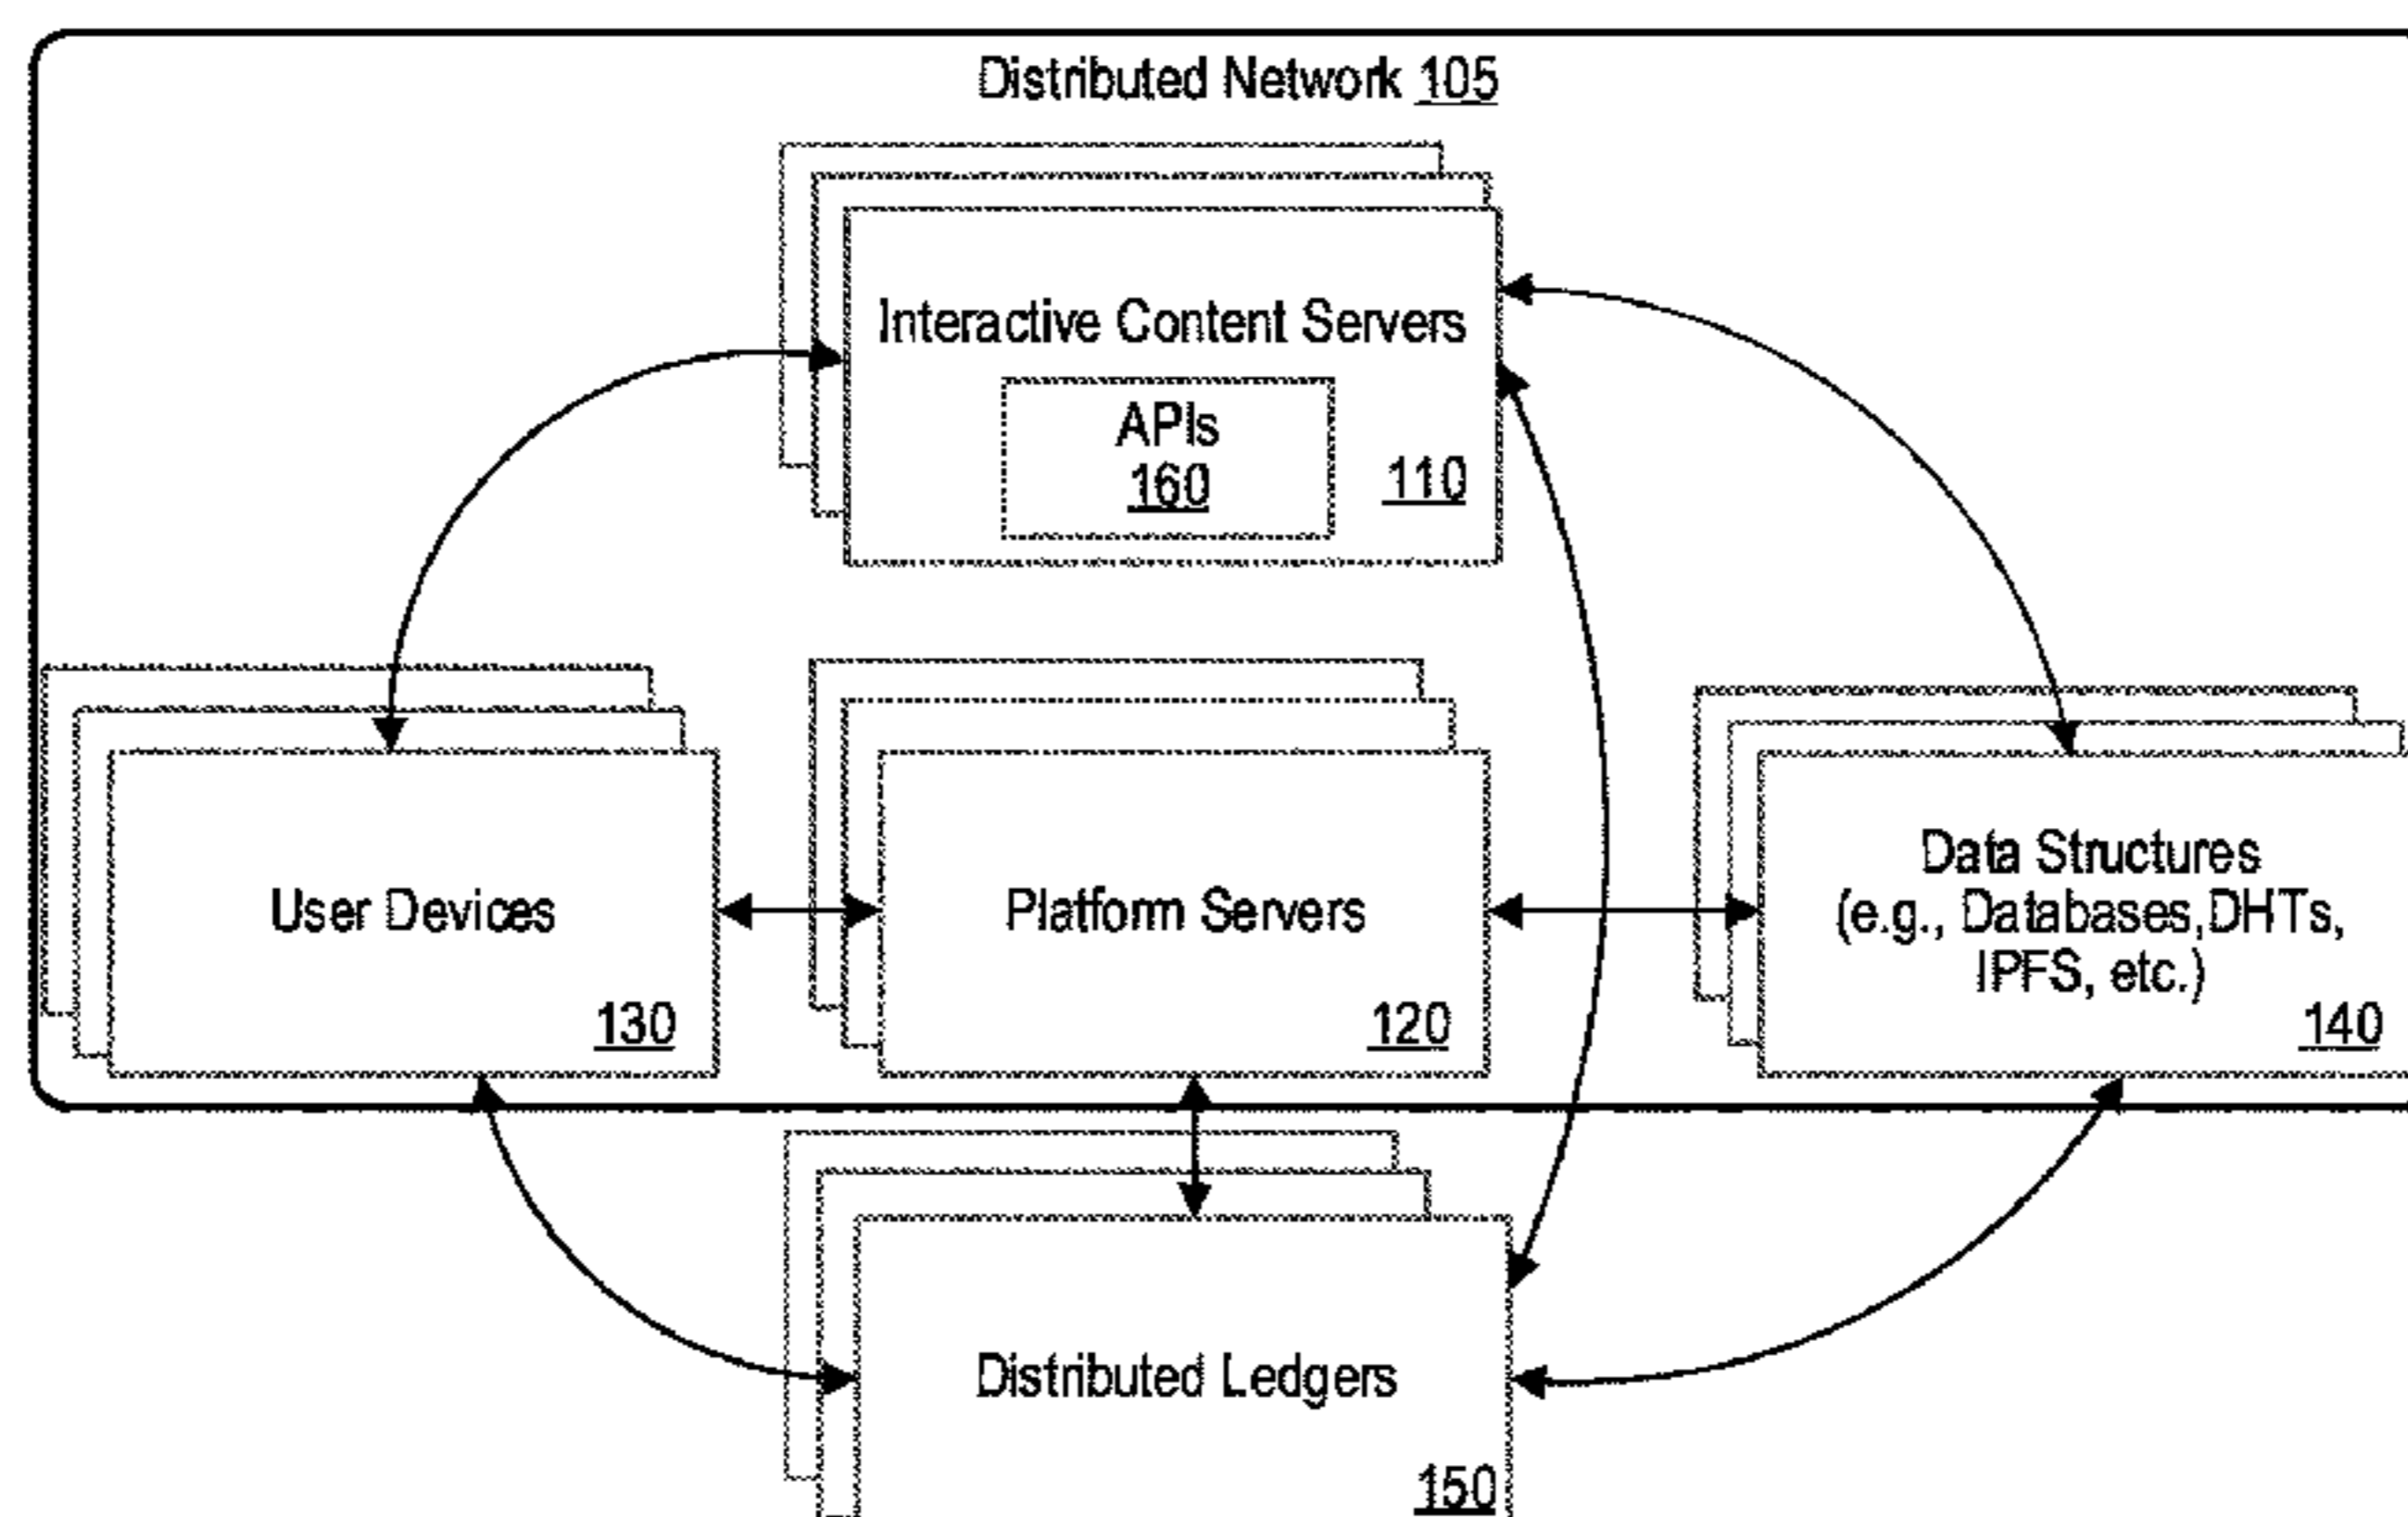 Distributed Network 105
Interactive Content Servers
APIs
160
110
User Devices
130
Platform Servers
120
Data Structures
(e.g., Databases,DHTs,
IPFS, etc.)
140
Distributed Ledgers
150